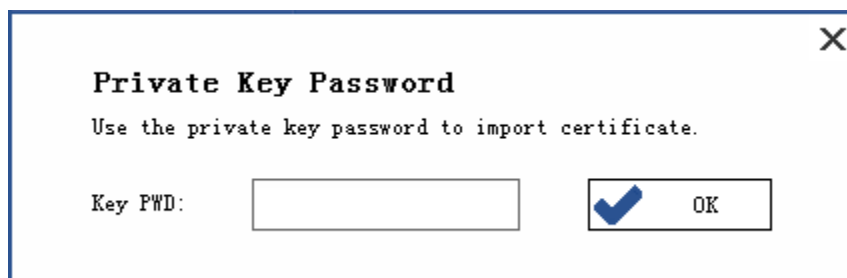 Private Key Password
Use the private key password to import certificate.
Key PWD:
OK